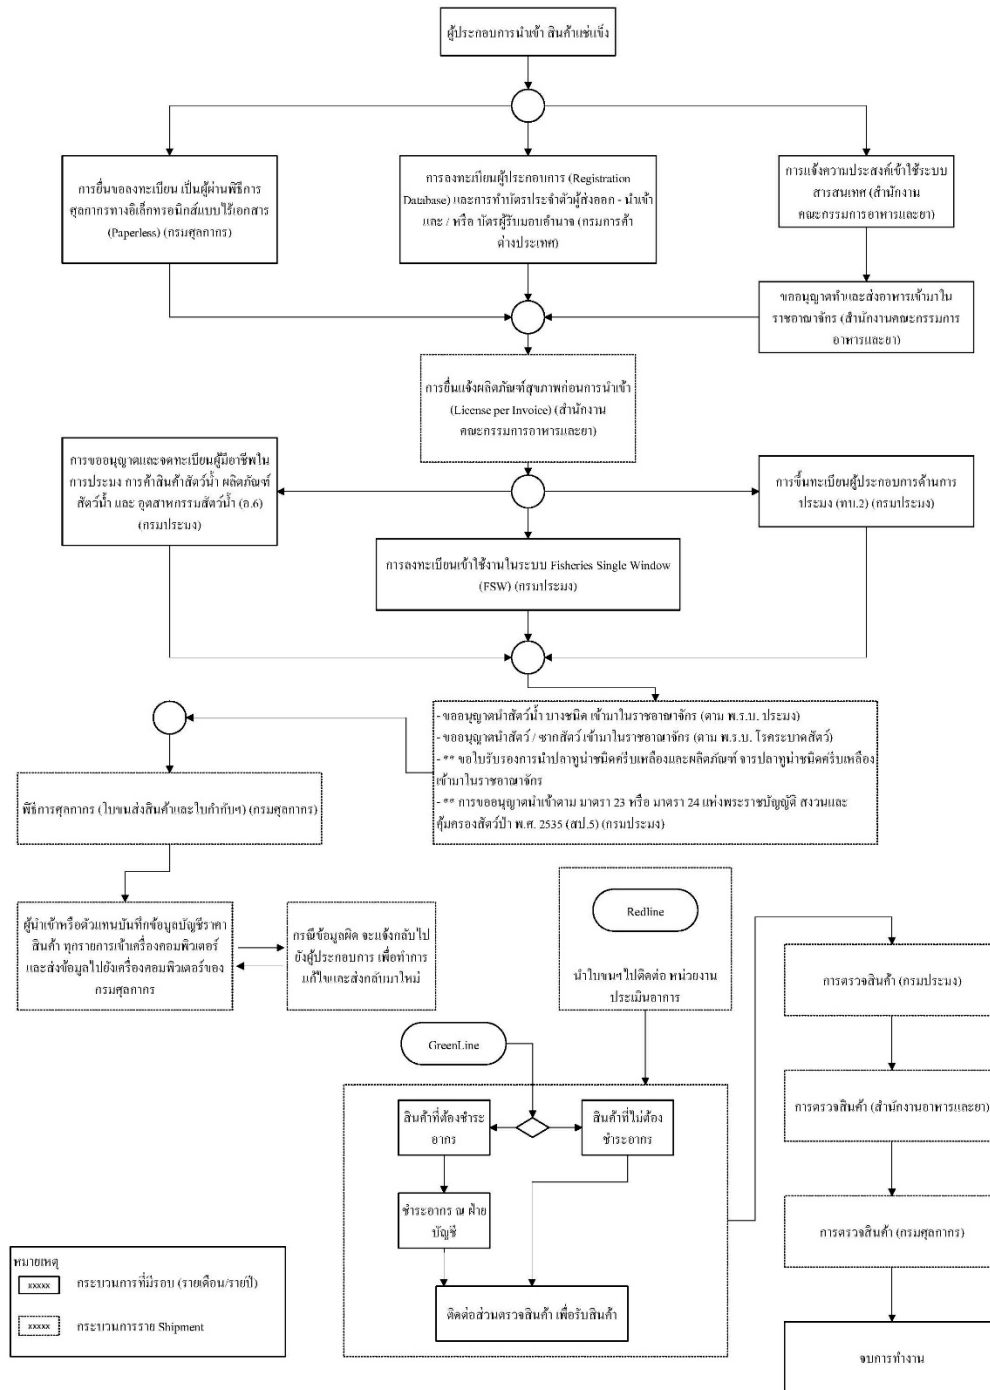 ผู้ประกอบการนำเข้า สินค้าแช่แข็ง
การยื่นขอลงทะเบียน เป็นผู้ผ่านพิธีการ
ศุลกากรทางอิเล็กทรอนิกส์แบบไร้เอกสาร
(Paperless) (กรมศุลกากร)
การลงทะเบียนผู้ประกอบการ (Registration
Database) และการทำบัตรประจำตัวผู้ส่งออก - นำเข้า
และ / หรือ บัตรผู้รับมอบอำนาจ (กรมการค้า
ต่างประเทศ)
การแจ้งความประสงค์เข้าใช้ระบบ
สารสนเทศ (สำนักงาน
คณะกรรมการอาหารและยา)
ขออนุญาตทำและส่งอาหารเข้ามาใน
ราชอาณาจักร (สำนักงานคณะกรรมการ
อาหารและยา)
การยื่นแจ้งผลิตภัณฑ์สุขภาพก่อนการนำเข้า
(License per Invoice) (สำนักงาน
คณะกรรมการอาหารและยา)
การขออนุญาตและจดทะเบียนผู้มีอาชีพใน
การประมง การค้าสินค้าสัตว์น้ำ ผลิตภัณฑ์
สัตว์น้ำ และ อุตสาหกรรมสัตว์น้ำ (อ.6)
(กรมประมง)
การขึ้นทะเบียนผู้ประกอบการด้านการ
ประมง (ทบ.2) (กรมประมง)
การลงทะเบียนเข้าใช้งานในระบบ Fisheries Single Window
(FSW) (กรมประมง)
- ขออนุญาตนำสัตว์น้ำ บางชนิด เข้ามาในราชอาณาจักร (ตาม พ.ร.บ. ประมง)
- ขออนุญาตนำสัตว์ / ซากสัตว์ เข้ามาในราชอาณาจักร (ตาม พ.ร.บ. โรคระบาดสัตว์)
- ** ขอใบรับรองการนำปลาทูน่าชนิดครีบเหลืองและผลิตภัณฑ์ จารปลาทูน่าชนิดครีบเหลือง
เข้ามาในราชอาณาจักร
- ** การขออนุญาตนำเข้าตาม มาตรา 23 หรือ มาตรา 24 แห่งพระราชบัญญัติ สงวนและ
คุ้มครองสัตว์ป่า พ.ศ. 2535 (สป.5) (กรมประมง)
พิธีการศุลกากร (ใบขนส่งสินค้าและใบกำกับฯ) (กรมศุลกากร)
ผู้นำเข้าหรือตัวแทนบันทึกข้อมูลบัญชีราคา
สินค้า ทุกรายการเข้าเครื่องคอมพิวเตอร์
และส่งข้อมูลไปยังเครื่องคอมพิวเตอร์ของ
กรมศุลกากร
กรณีข้อมูลผิด จะแจ้งกลับไป
ยังผู้ประกอบการ เพื่อทำการ
แก้ไขและส่งกลับมาใหม่
Redline
นำใบขนฯไปติดต่อ หน่วยงาน
ประเมินอาการ
GreenLine
สินค้าที่ต้องชำระ
อากร
สินค้าที่ไม่ต้อง
ชำระอากร
ชำระอากร ณ ฝ่าย
บัญชี
ติดต่อส่วนตรวจสินค้า เพื่อรับสินค้า
การตรวจสินค้า (กรมประมง)
การตรวจสินค้า (สำนักงานอาหารและยา)
การตรวจสินค้า (กรมศุลกากร)
จบการทำงาน
หมายเหตุ
xxxxx กระบวนการที่มีรอบ (รายเดือน/รายปี)
xxxxx กระบวนการราย Shipment